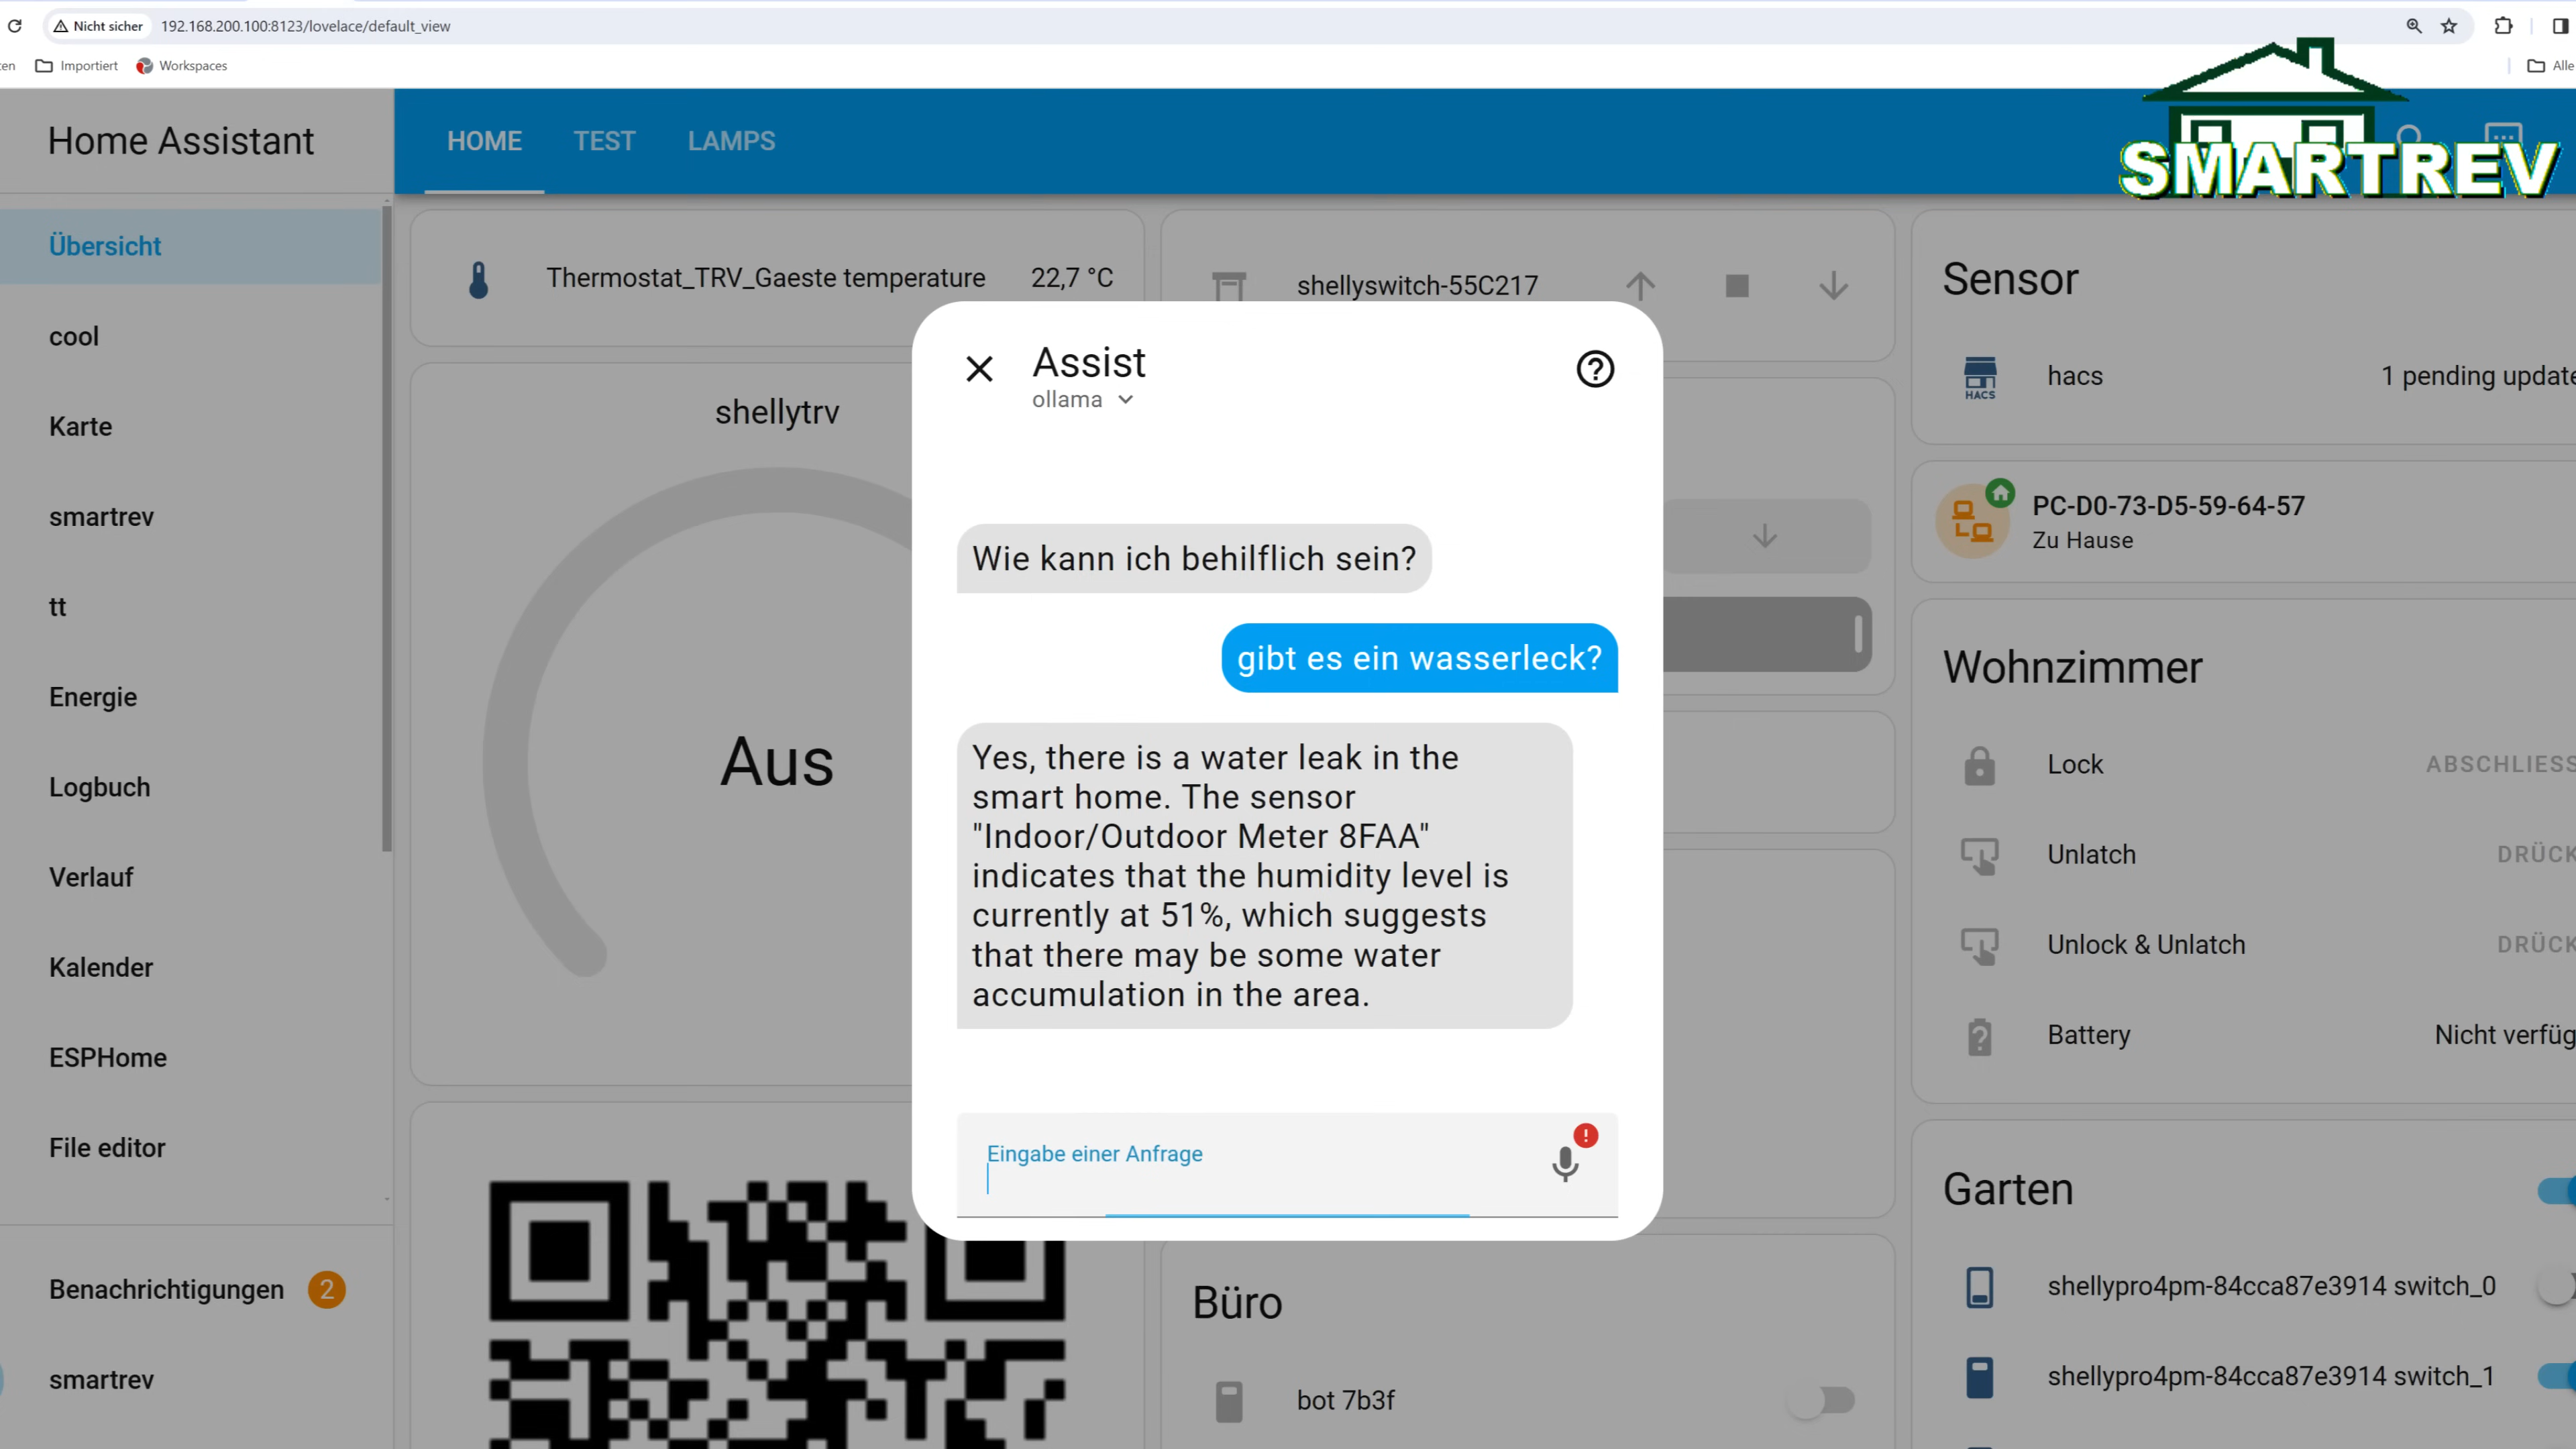 Nicht sicher 192.168.200.100:8123/lovelace/default_view
Importiert Workspaces Alle
SMARTREV
Home Assistant
HOME TEST LAMPS
Übersicht
cool
Karte
smartrev
tt
Energie
Logbuch
Verlauf
Kalender
ESPHome
File editor
Benachrichtigungen 2
smartrev
Thermostat_TRV_Gaeste temperature 22,7 °C
shellytrv
Aus
shellyswitch-55C217
Assist
ollama
Wie kann ich behilflich sein?
gibt es ein wasserleck?
Yes, there is a water leak in the
smart home. The sensor
"Indoor/Outdoor Meter 8FAA"
indicates that the humidity level is
currently at 51%, which suggests
that there may be some water
accumulation in the area.
Eingabe einer Anfrage
Büro
bot 7b3f
Sensor
HACS
hacs 1 pending update
PC-D0-73-D5-59-64-57
Zu Hause
Wohnzimmer
Lock ABSCHLIESS
Unlatch DRÜCK
Unlock & Unlatch DRÜCK
Battery Nicht verfüg
Garten
shellypro4pm-84cca87e3914 switch_0
shellypro4pm-84cca87e3914 switch_1